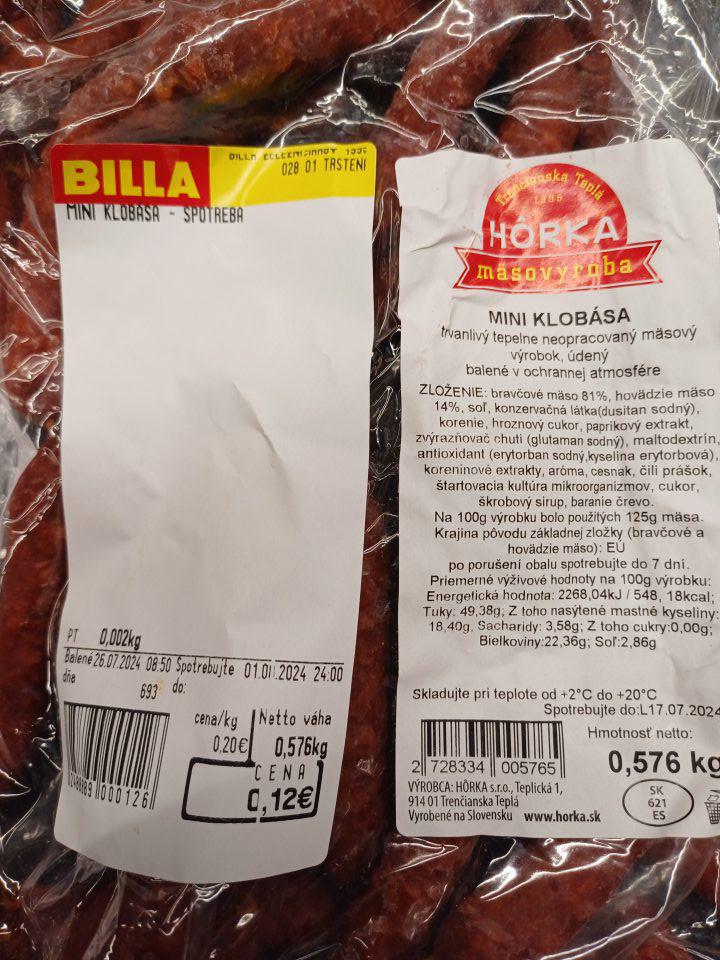 BILLA
028 01 TRSTENÁ
MINI KLOBÁSA - SPOTREBA
PT 0,002kg
Balené 26.07.2024 08:50 Spotrebujte 2024 24:00
dňa 693 do:
cena/kg Netto váha
0,20€ 0,576kg
CENA
0,12€
000126
Trenčianska Teplá
1995
HÔRKA
mäsovýroba
MINI KLOBÁSA
trvanlivý tepelne neopracovaný mäsový
výrobok, údený
balené v ochrannej atmosfére
ZLOŽENIE: bravčové mäso 81%, hovädzie mäso
14%, soľ, konzervačná látka(dusitan sodný),
korenie, hroznový cukor, paprikový extrakt,
zvýrazňovač chuti (glutaman sodný), maltodextrín,
antioxidant (erytorban sodný,kyselina erytorbová),
koreninové extrakty, aróma, cesnak, čili prášok,
štartovacia kultúra mikroorganizmov, cukor,
škrobový sirup, baranie črevo.
Na 100g výrobku bolo použitých 125g mäsa.
Krajina pôvodu základnej zložky (bravčové a
hovädzie mäso): EÚ
po porušení obalu spotrebujte do 7 dní.
Priemerné výživové hodnoty na 100g výrobku:
Energetická hodnota: 2268,04kJ / 548, 18kcal;
Tuky: 49,38g; Z toho nasýtené mastné kyseliny:
18,40g, Sacharidy: 3,58g; Z toho cukry:0,00g;
Bielkoviny:22,36g; Soľ:2,86g
Skladujte pri teplote od +2°C do +20°C
Spotrebujte do:L17.07.2024
Hmotnosť netto:
2 728334 005765 0,576 kg
VÝROBCA: HÔRKA s.r.o., Teplická 1,
914 01 Trenčianska Teplá
Vyrobené na Slovensku www.horka.sk
SK
621
ES